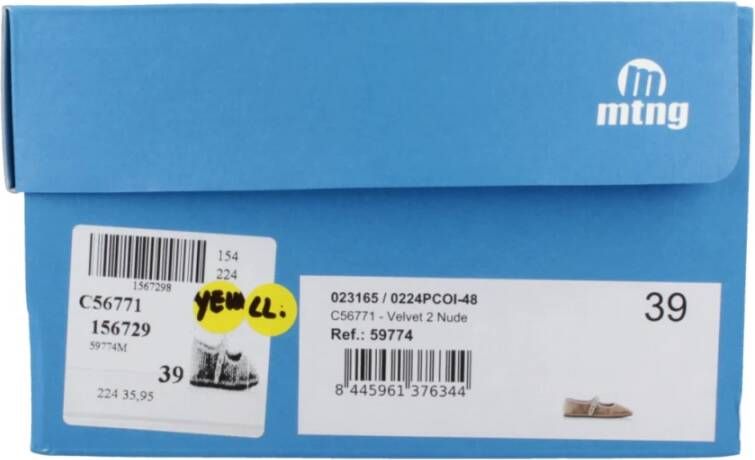 mtng
154
224
1567298
C56771
156729
59774M
39
224 35,95
023165 / 0224PCOI-48
C56771 - Velvet 2 Nude
Ref.: 59774
8 445961 376344
39